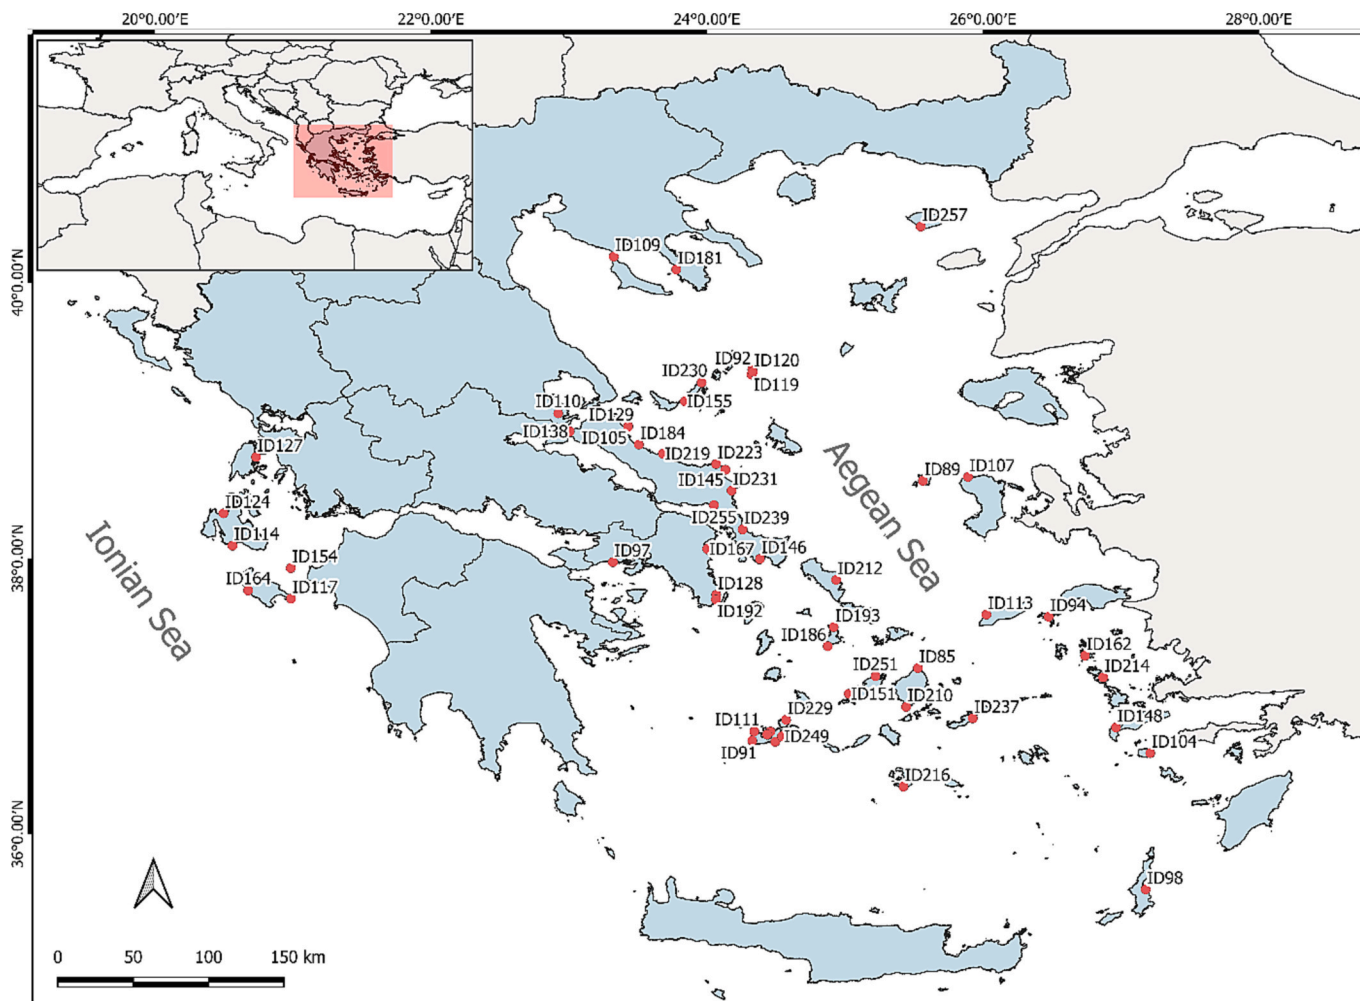 20°0.00'E 22°0.00'E 24°0.00'E 26°0.00'E 28°0.00'E
40°0.00'N
38°0.00'N
36°0.00'N
ID257
ID109
ID181
ID92
ID120
ID230
ID119
ID155
ID110
ID129
ID138
ID105
ID184
ID127
ID219
ID223
ID145
ID231
ID89
ID107
Aegean Sea
ID124
ID255
ID239
Ionian Sea
ID114
ID154
ID97
ID167
ID146
ID212
ID164
ID117
ID128
ID192
ID193
ID113
ID94
ID186
ID162
ID251
ID85
ID214
ID151
ID210
ID229
ID237
ID111
ID148
ID249
ID91
ID104
ID216
ID98
0 50 100 150 km